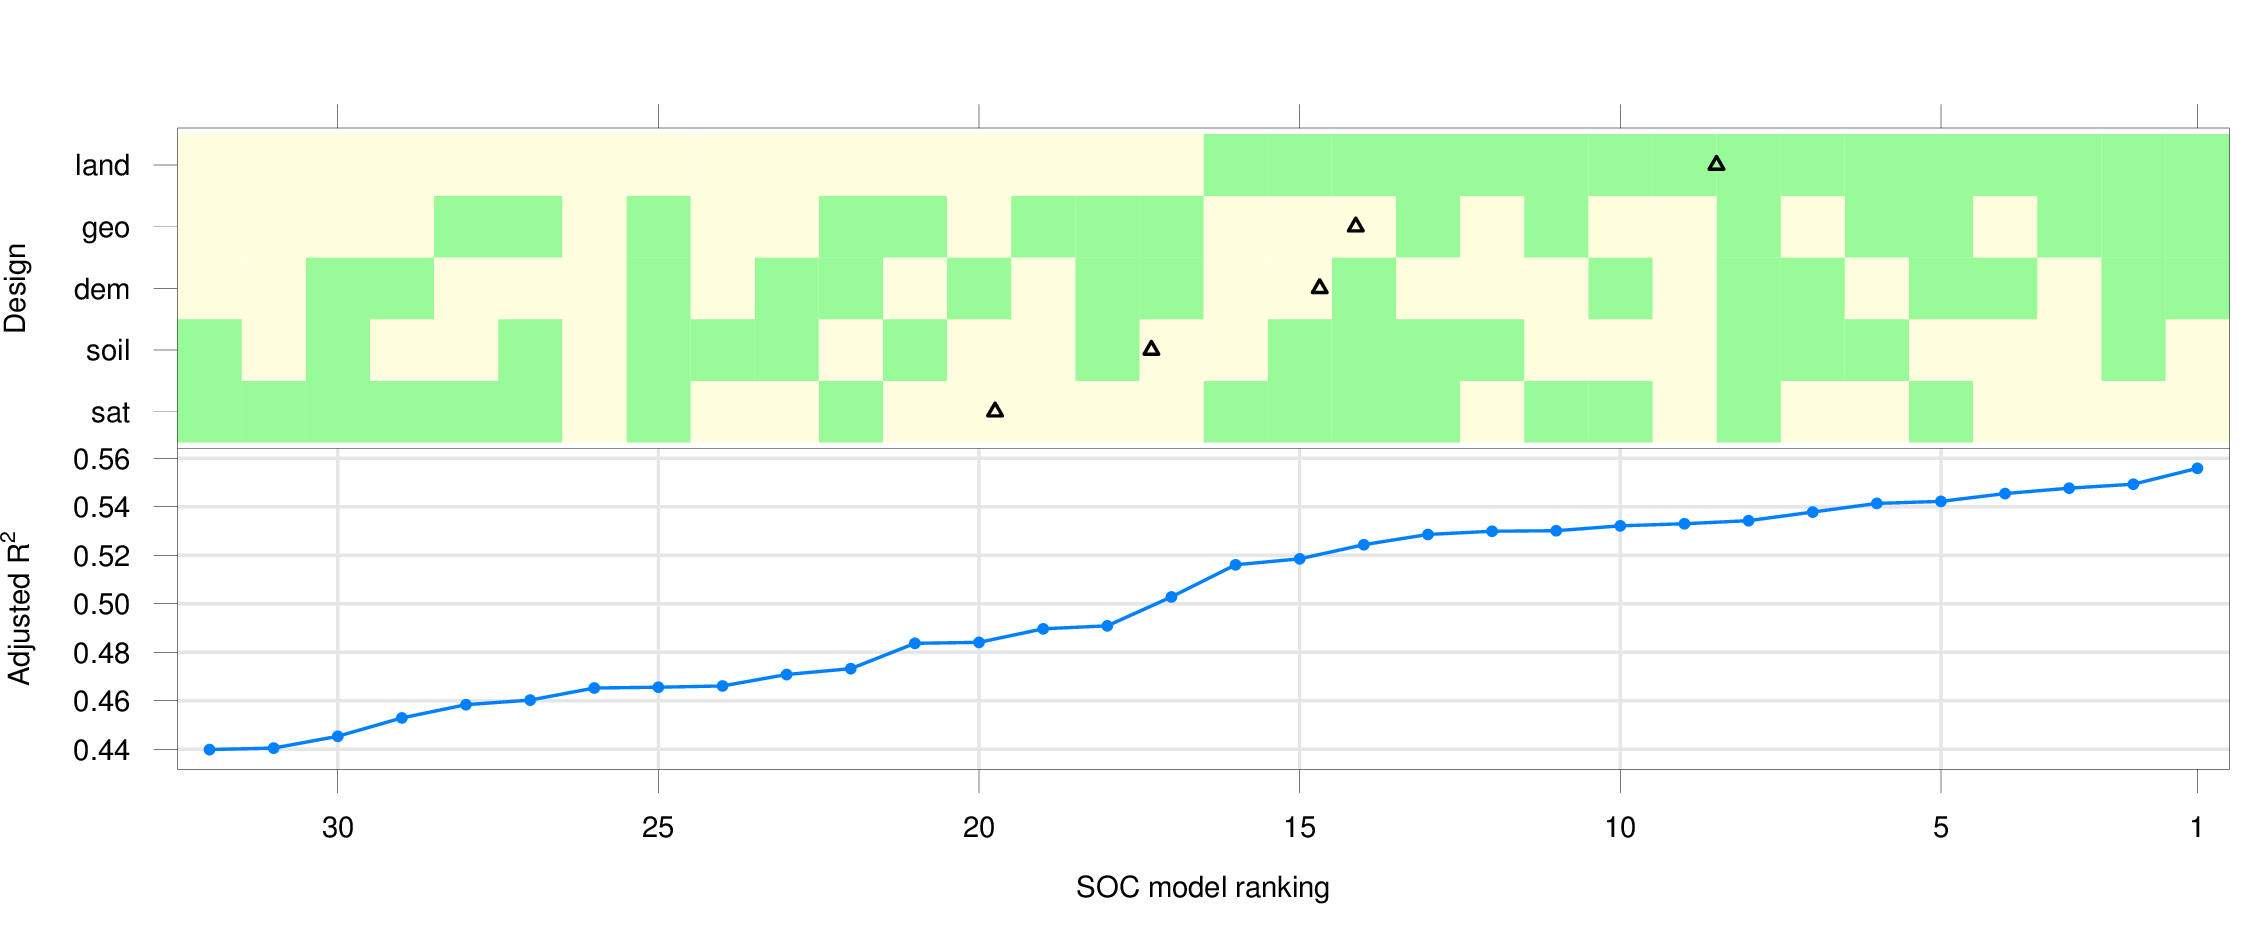 Design
land
geo
dem
soil
sat
Adjusted R²
0.56
0.54
0.52
0.50
0.48
0.46
0.44
30 25 20 15 10 5 1
SOC model ranking